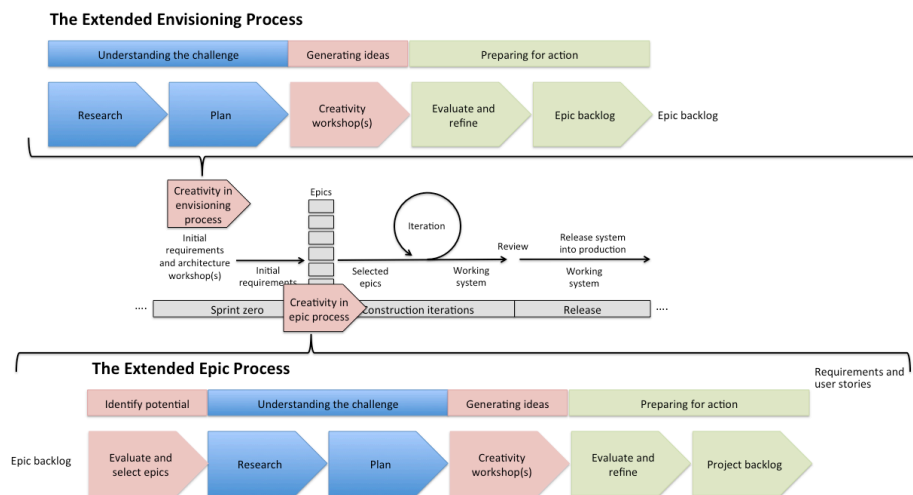 The Extended Envisioning Process
Understanding the challenge
Generating ideas
Preparing for action
Research
Plan
Creativity
workshop(s)
Evaluate and
refine
Epic backlog
Epic backlog
Creativity in
envisioning
process
Epics
Iteration
Initial
requirements
and architecture
workshop(s)
Initial
requirements
Selected
epics
Working
system
Review
Release system
into production
Working
system
....
Sprint zero
Creativity in
epic process
Construction iterations
Release
....
The Extended Epic Process
Requirements and
user stories
Identify potential
Understanding the challenge
Generating ideas
Preparing for action
Epic backlog
Evaluate and
select epics
Research
Plan
Creativity
workshop(s)
Evaluate and
refine
Project backlog